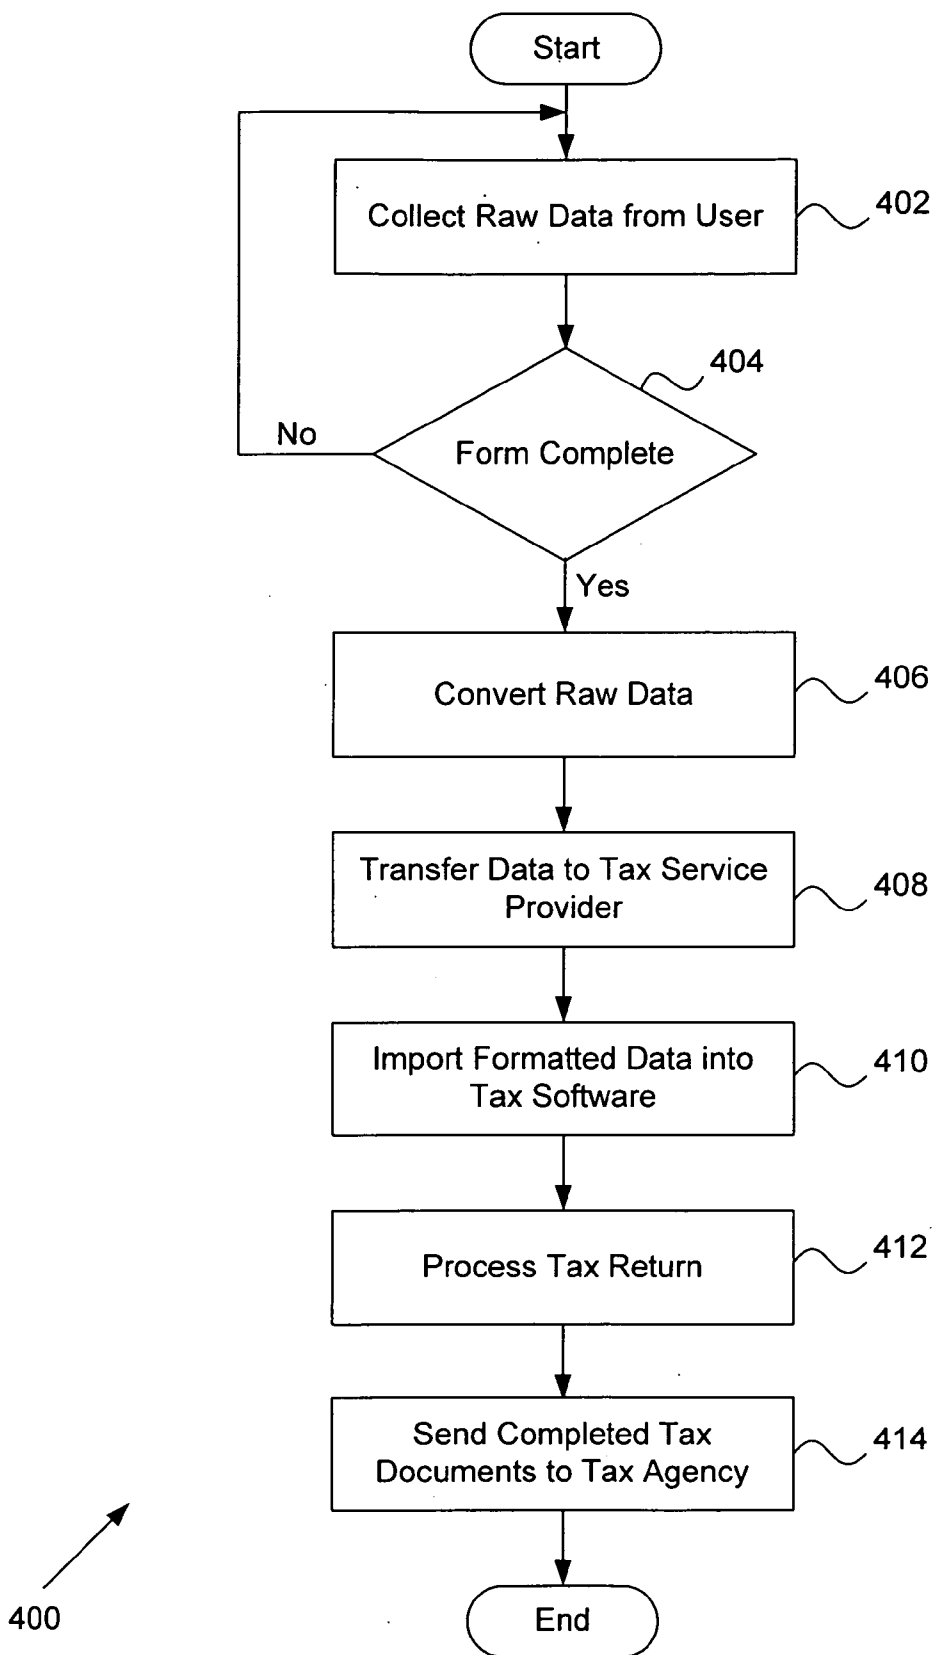 Start
Collect Raw Data from User
402
404
Form Complete
No
Yes
Convert Raw Data
406
Transfer Data to Tax Service
Provider
408
Import Formatted Data into
Tax Software
410
Process Tax Return
412
Send Completed Tax
Documents to Tax Agency
414
400
End